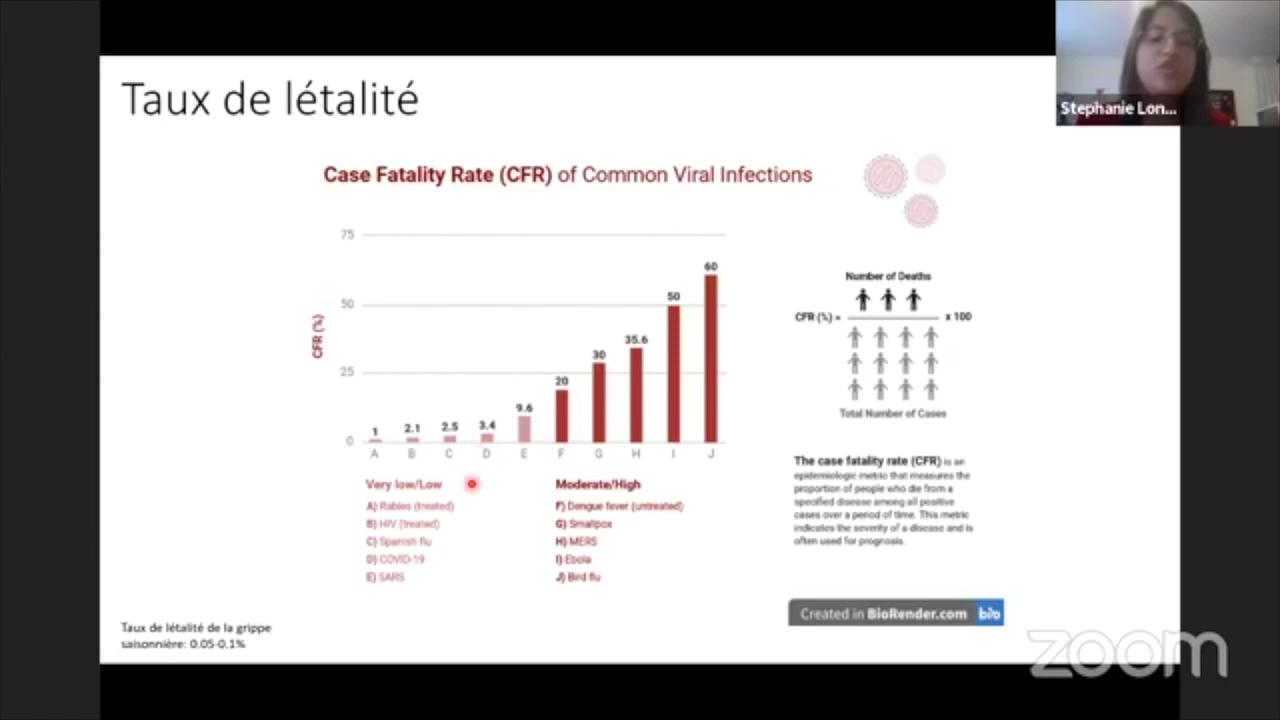 Taux de létalité
Stephanie Lon...
Case Fatality Rate (CFR) of Common Viral Infections
75
50
25
0
CFR (%)
1
2.1
2.5
3.4
9.6
20
30
35.6
50
60
A B C D E F G H I J
Very low/Low
A) Rabies (treated)
B) HIV (treated)
C) Spanish flu
D) COVID-19
E) SARS
Moderate/High
F) Dengue fever (untreated)
G) Smallpox
H) MERS
I) Ebola
J) Bird flu
Number of Deaths
CFR (%) = x 100
Total Number of Cases
The case fatality rate (CFR) is an
epidemiologic metric that measures the
proportion of people who die from a
specified disease among all positive
cases over a period of time. This metric
indicates the severity of a disease and is
often used for prognosis.
Created in BioRender.com bio
Taux de létalité de la grippe
saisonnière: 0.05-0.1%
zoom